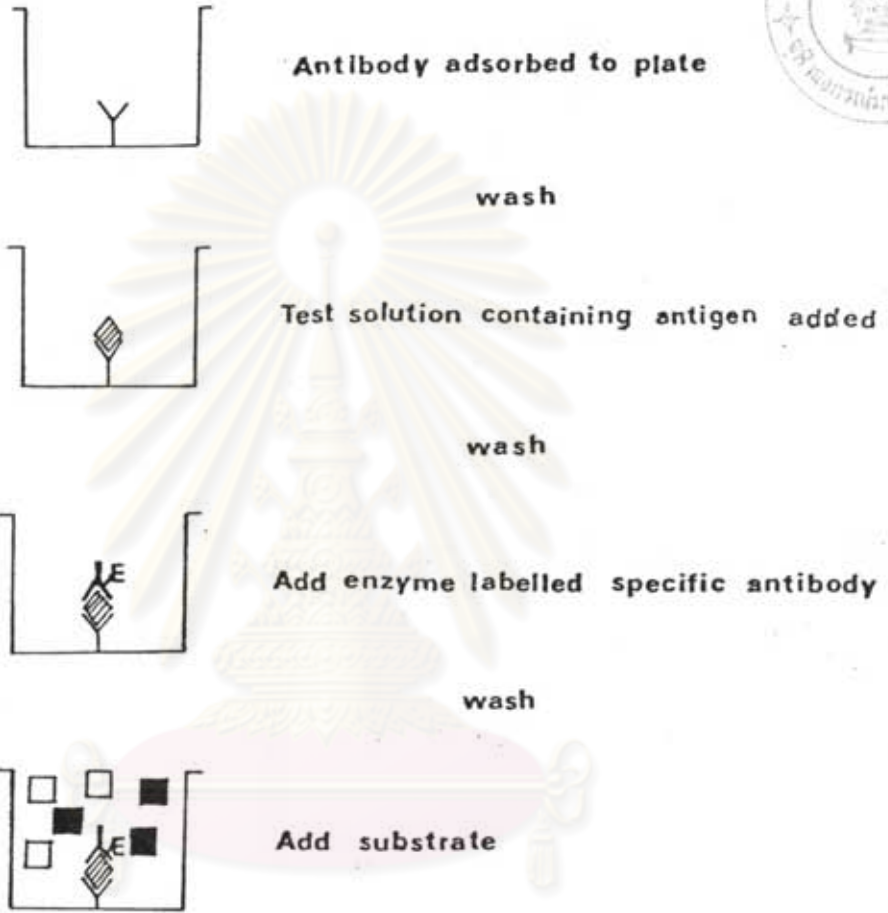 Antibody adsorbed to plate
wash
Test solution containing antigen added
wash
E
Add enzyme labelled specific antibody
wash
E
Add substrate